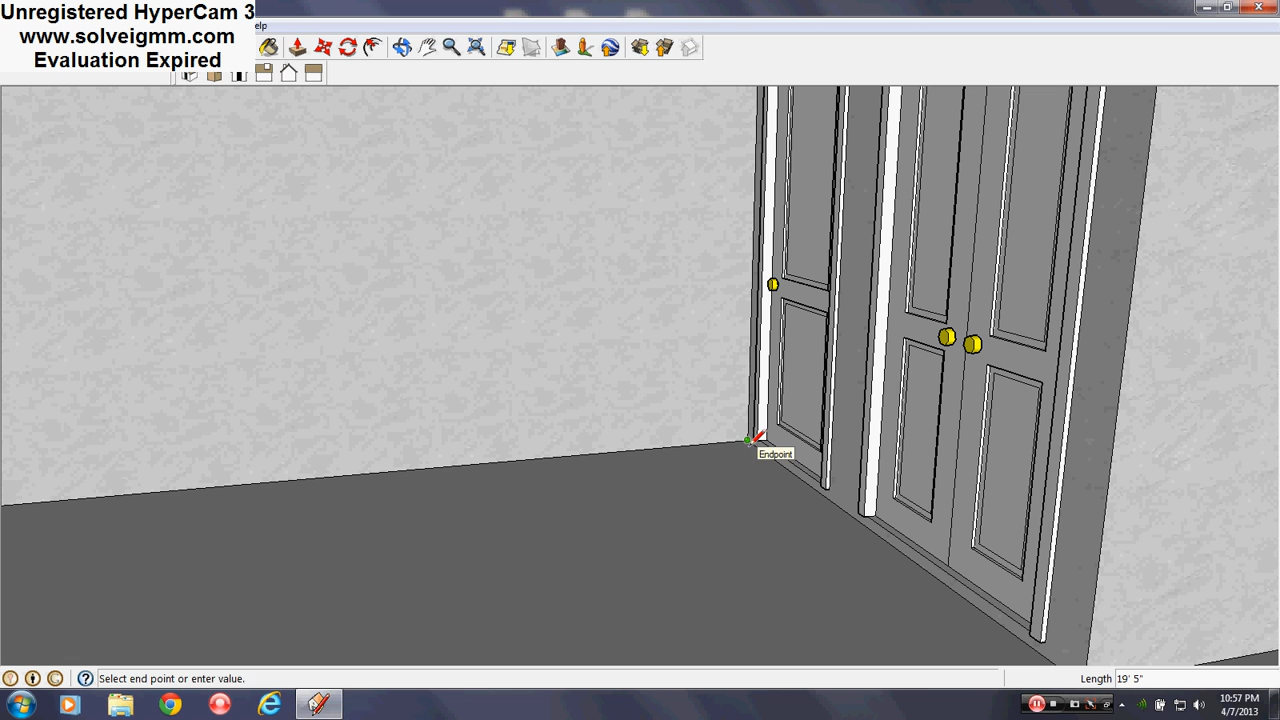 Unregistered HyperCam 3
www.solveigmm.com
Evaluation Expired
elp
Endpoint
Select end point or enter value.
Length 19' 5"
10:57 PM
4/7/2013